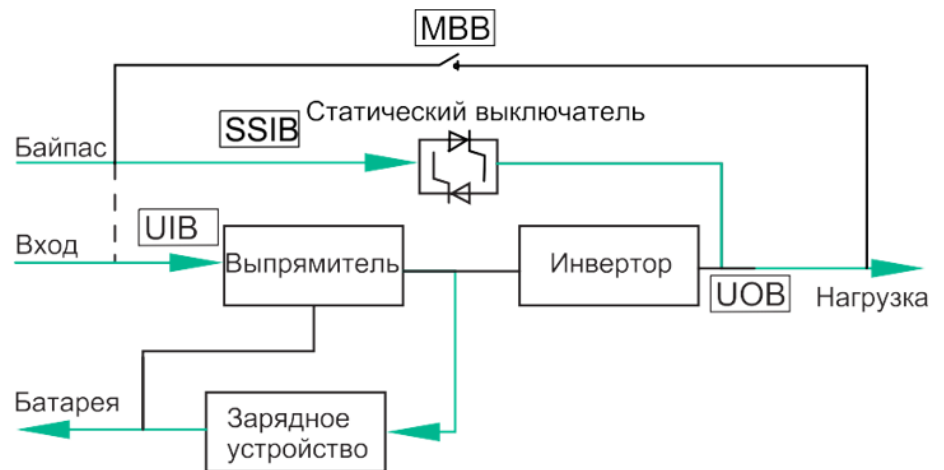 MBB
Статический выключатель
SSIB
Байпас
UIB
Вход
Выпрямитель
Инвертор
UOB
Нагрузка
Батарея
Зарядное
устройство